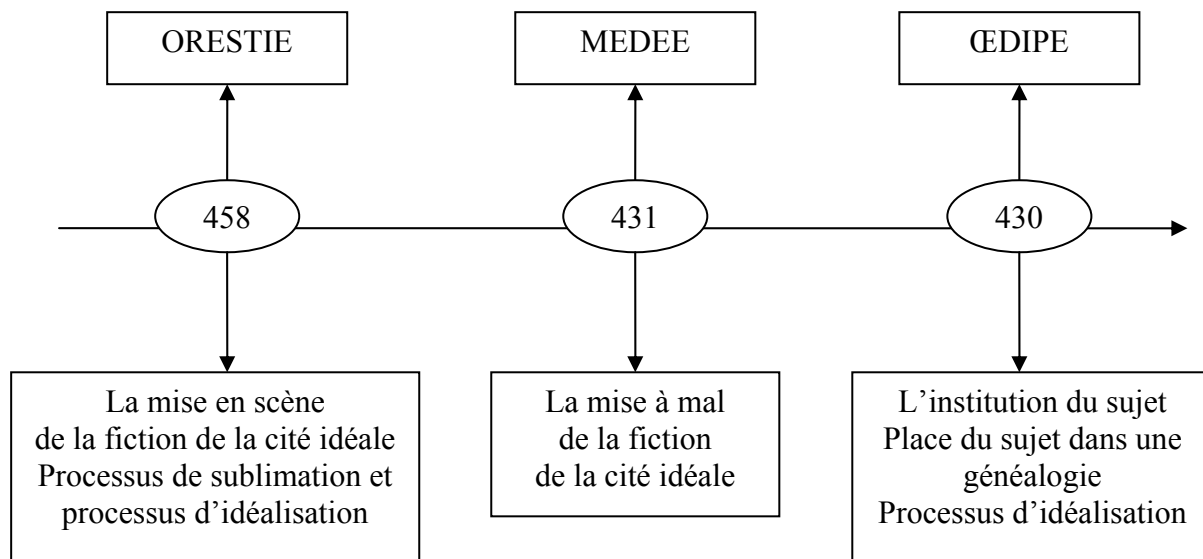 ORESTIE
MEDEE
ŒDIPE
458
431
430
La mise en scène
de la fiction de la cité idéale
Processus de sublimation et
processus d’idéalisation
La mise à mal
de la fiction
de la cité idéale
L’institution du sujet
Place du sujet dans une
généalogie
Processus d’idéalisation